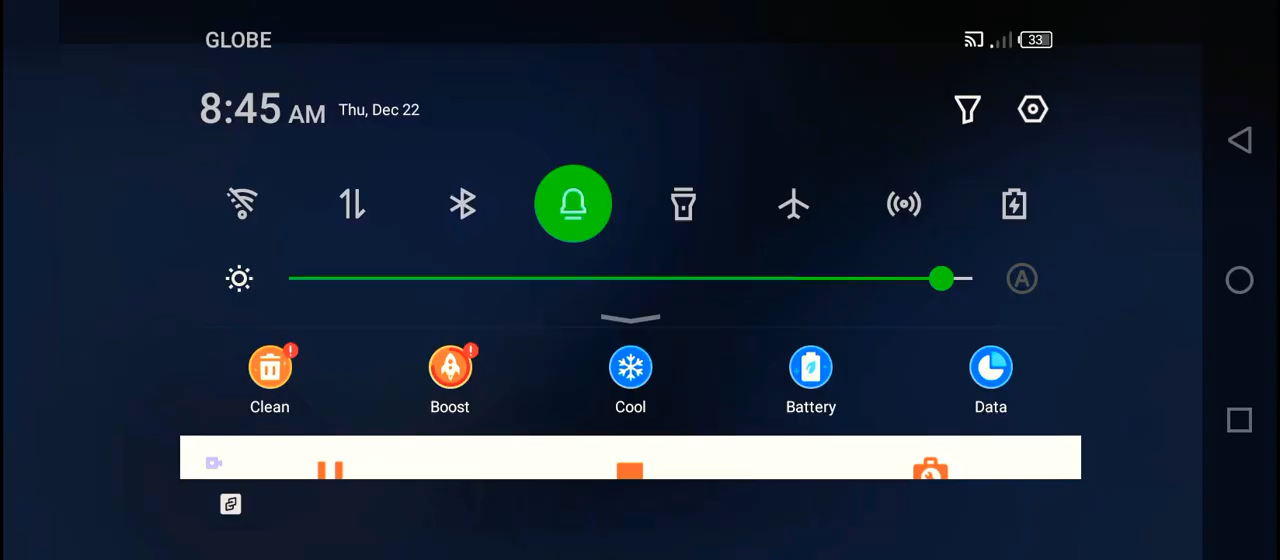 GLOBE
33
8:45 AM Thu, Dec 22
A
Clean
Boost
Cool
Battery
Data